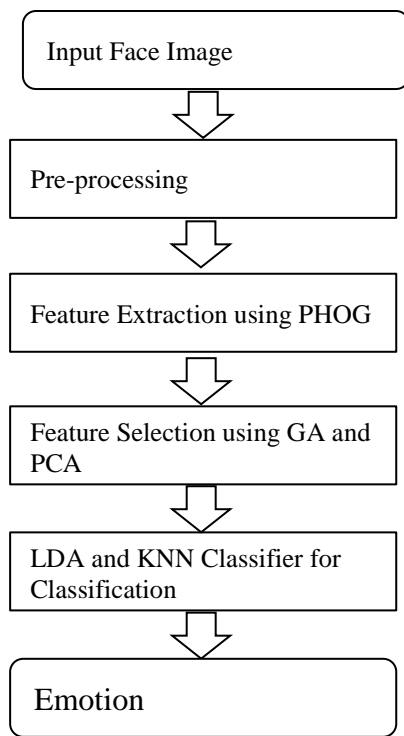 Input Face Image
Pre-processing
Feature Extraction using PHOG
Feature Selection using GA and
PCA
LDA and KNN Classifier for
Classification
Emotion